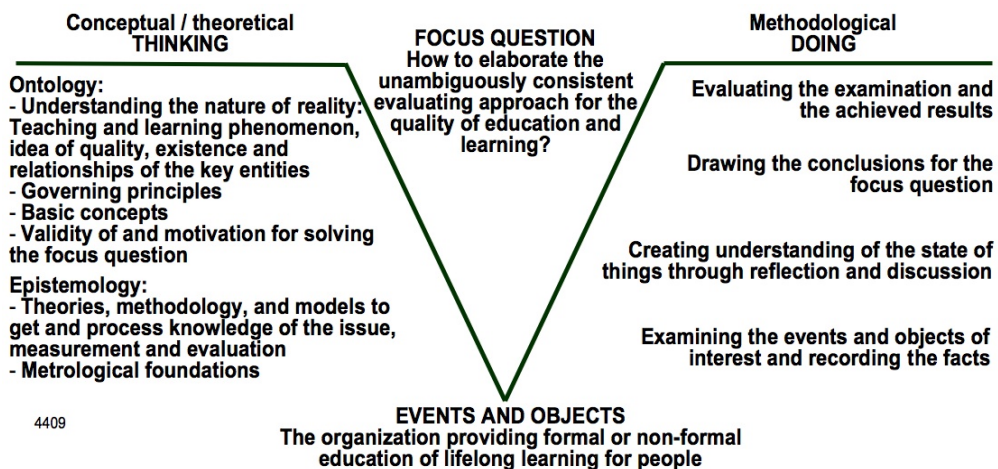 Conceptual / theoretical
THINKING
Ontology:
- Understanding the nature of reality:
Teaching and learning phenomenon,
idea of quality, existence and
relationships of the key entities
- Governing principles
- Basic concepts
- Validity of and motivation for solving
the focus question
Epistemology:
- Theories, methodology, and models to
get and process knowledge of the issue,
measurement and evaluation
- Metrological foundations
4409
FOCUS QUESTION
How to elaborate the
unambiguously consistent
evaluating approach for the
quality of education and
learning?
Methodological
DOING
Evaluating the examination and
the achieved results
Drawing the conclusions for the
focus question
Creating understanding of the state of
things through reflection and discussion
Examining the events and objects of
interest and recording the facts
EVENTS AND OBJECTS
The organization providing formal or non-formal
education of lifelong learning for people